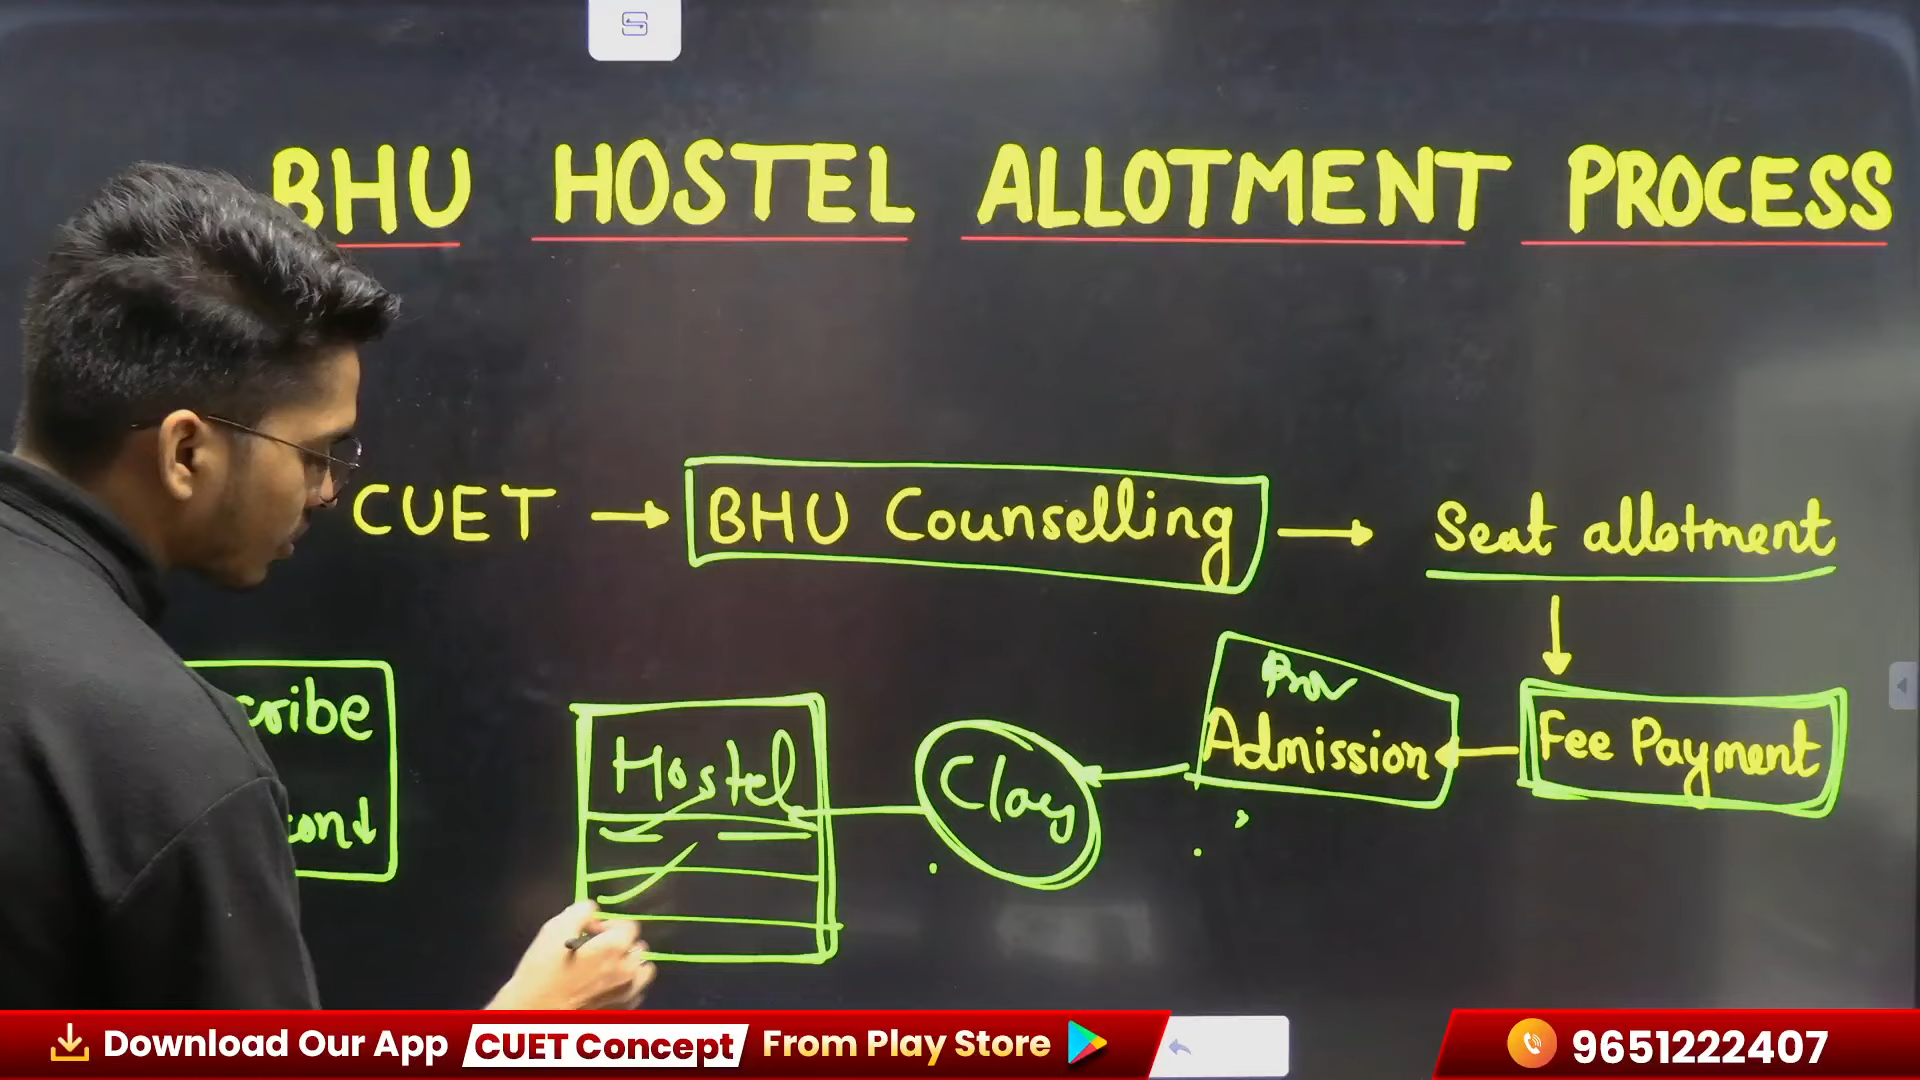 BHU HOSTEL ALLOTMENT PROCESS
CUET → BHU Counselling → Seat allotment
Prov
Admission
Fee Payment
Hostel
Download Our App CUET Concept From Play Store
9651222407